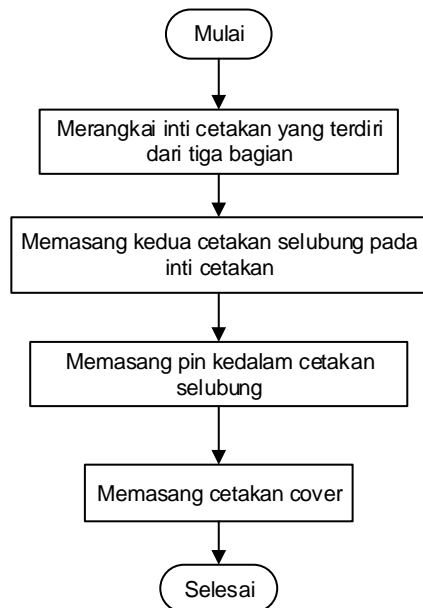 Mulai
Merangkai inti cetakan yang terdiri
dari tiga bagian
Memasang kedua cetakan selubung pada
inti cetakan
Memasang pin kedalam cetakan
selubung
Memasang cetakan cover
Selesai